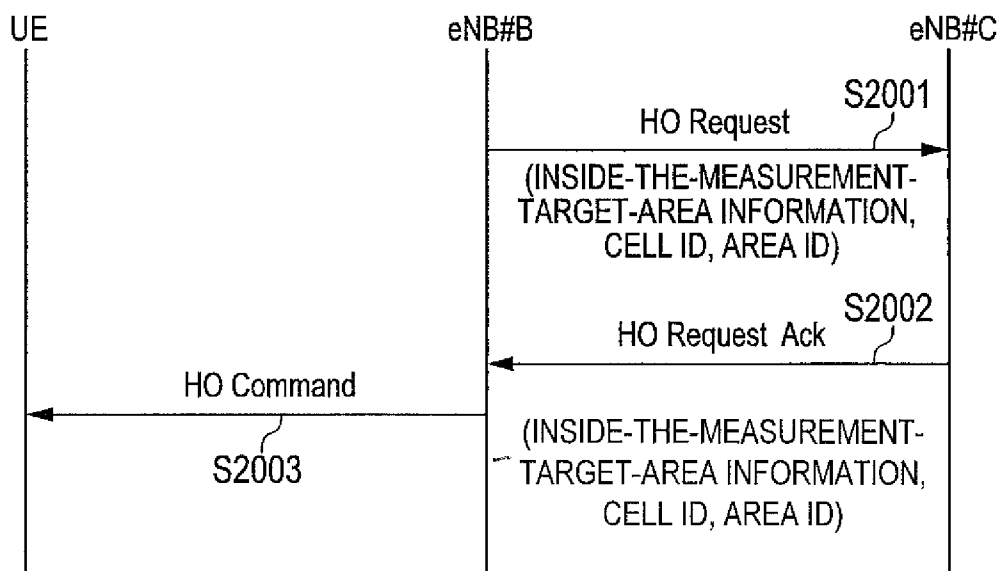 UE
eNB#B
eNB#C
S2001
HO Request
(INSIDE-THE-MEASUREMENT-
TARGET-AREA INFORMATION,
CELL ID, AREA ID)
S2002
HO Request Ack
HO Command
S2003
(INSIDE-THE-MEASUREMENT-
TARGET-AREA INFORMATION,
CELL ID, AREA ID)